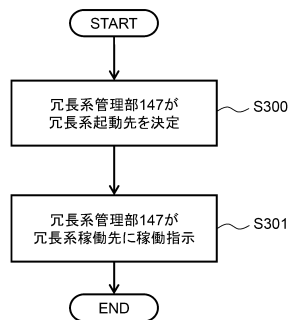 START
冗長系管理部147が
冗長系起動先を決定
S300
冗長系管理部147が
冗長系稼働先に稼働指示
S301
END